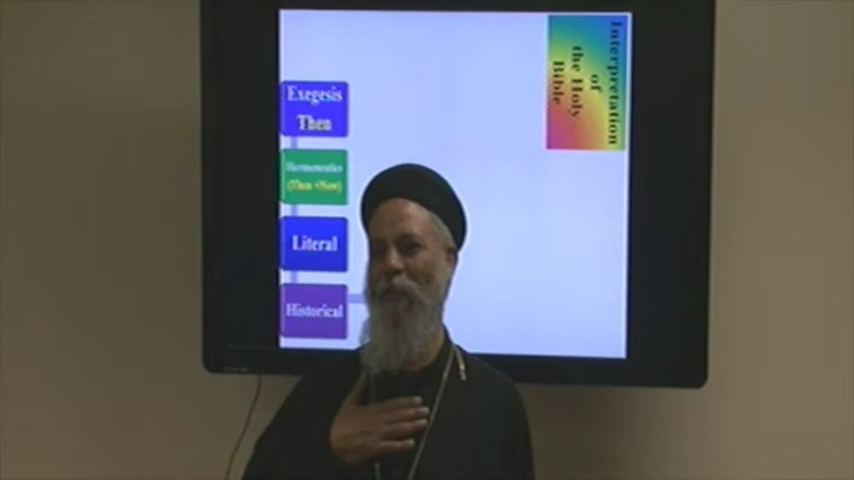 Interpretation
of
the Holy
Bible
Exegesis
Then
Hermeneutics
(Then +Now)
Literal
Historical